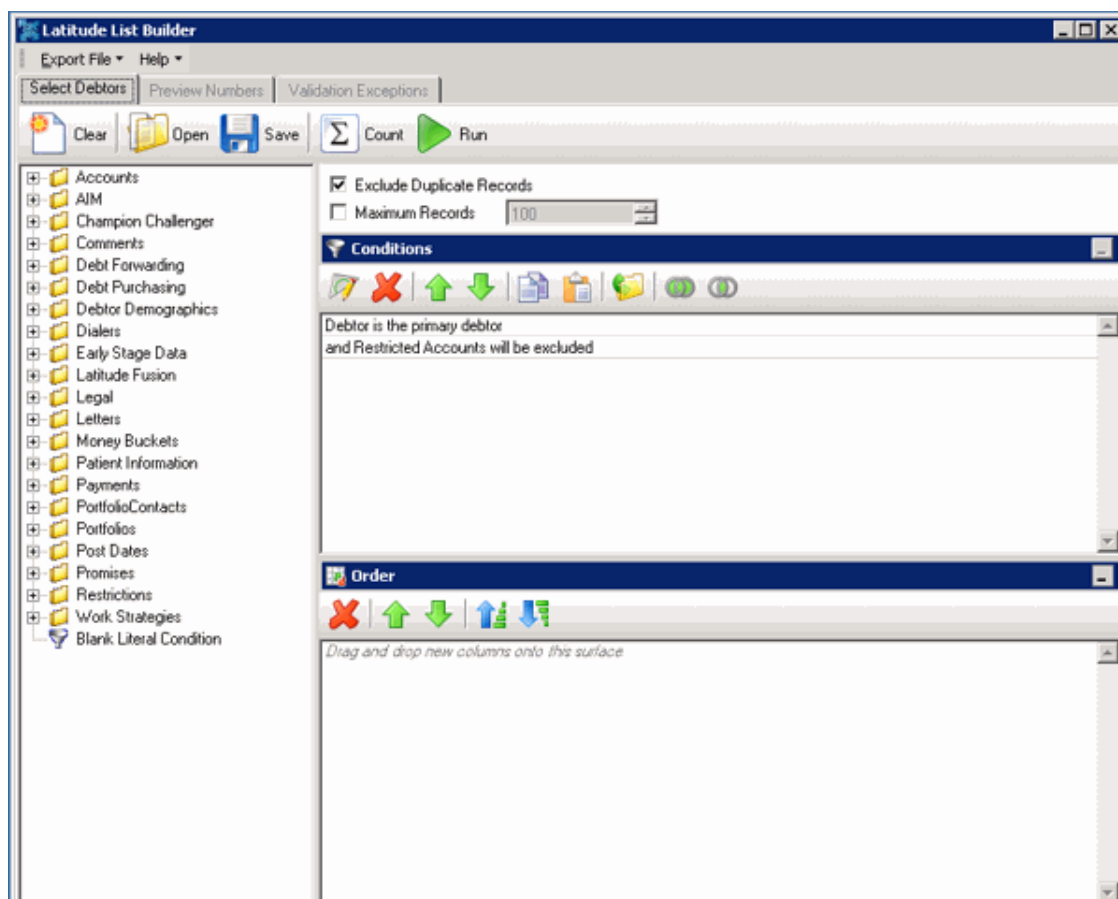 Latitude List Builder
Export File Help
Select Debtors Preview Numbers Validation Exceptions
Clear Open Save Σ Count Run
Accounts
AIM
Champion Challenger
Comments
Debt Forwarding
Debt Purchasing
Debtor Demographics
Dialers
Early Stage Data
Latitude Fusion
Legal
Letters
Money Buckets
Patient Information
Payments
PortfolioContacts
Portfolios
Post Dates
Promises
Restrictions
Work Strategies
Blank Literal Condition
Exclude Duplicate Records
Maximum Records 100
Conditions
Debtor is the primary debtor
and Restricted Accounts will be excluded
Order
Drag and drop new columns onto this surface